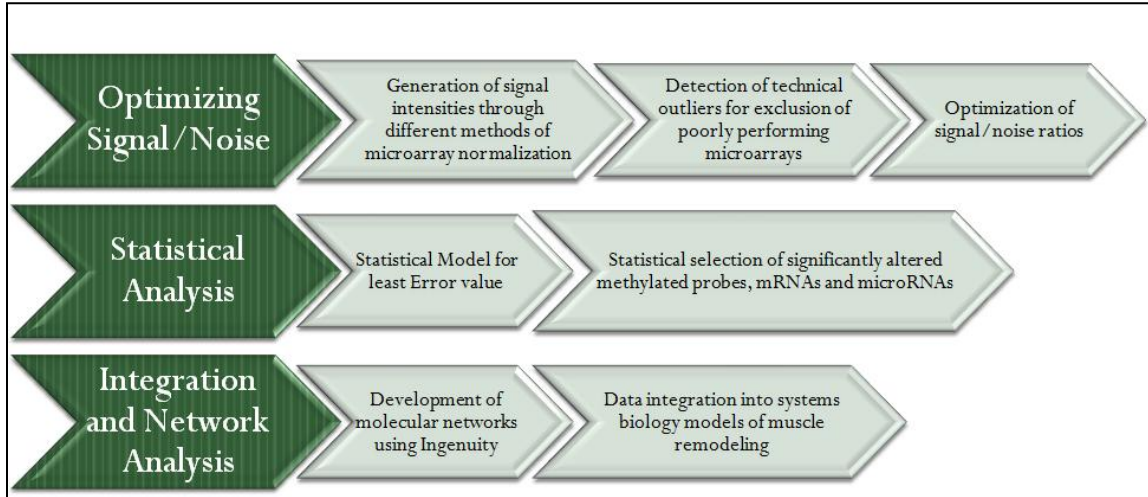 Optimizing
Signal/Noise
Generation of signal
intensities through
different methods of
microarray normalization
Detection of technical
outliers for exclusion of
poorly performing
microarrays
Optimization of
signal/noise ratios
Statistical
Analysis
Statistical Model for
least Error value
Statistical selection of significantly altered
methylated probes, mRNAs and microRNAs
Integration
and Network
Analysis
Development of
molecular networks
using Ingenuity
Data integration into systems
biology models of muscle
remodeling